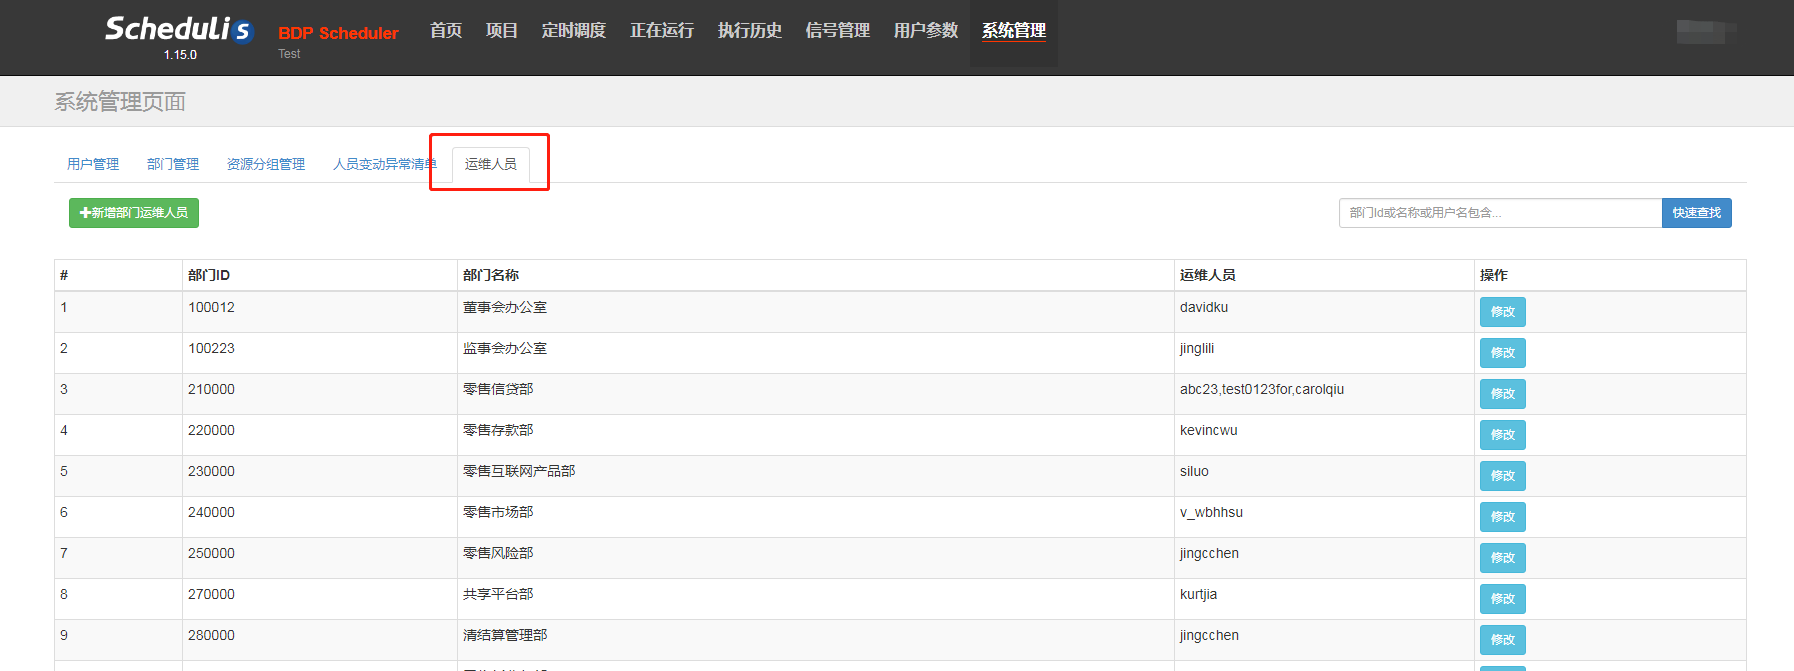 Schedulis
1.15.0
BDP Scheduler
Test
首页 项目 定时调度 正在运行 执行历史 信号管理 用户参数 系统管理
系统管理页面
用户管理 部门管理 资源分组管理 人员变动异常清单 运维人员
新增部门运维人员 部门Id或名称或用户名包含... 快速查找
# 部门ID 部门名称 运维人员 操作
1 100012 董事会办公室 davidku 修改
2 100223 监事会办公室 jinglili 修改
3 210000 零售信贷部 abc23,test0123for,carolqiu 修改
4 220000 零售存款部 kevincwu 修改
5 230000 零售互联网产品部 siluo 修改
6 240000 零售市场部 v_wbhhsu 修改
7 250000 零售风险部 jingcchen 修改
8 270000 共享平台部 kurtjia 修改
9 280000 清结算管理部 jingcchen 修改